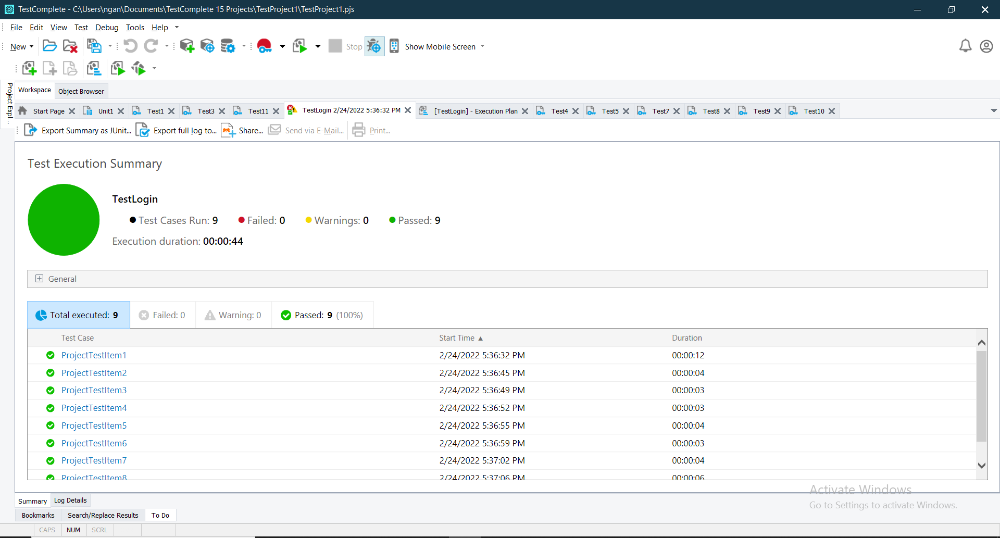 TestComplete - C:\Users\ngan\Documents\TestComplete 15 Projects\TestProject1\TestProject1.pjs
File Edit View Test Debug Tools Help
New Stop Show Mobile Screen
Project Expl...
Workspace Object Browser
Start Page Unit1 Test1 Test3 Test11 TestLogin 2/24/2022 5:36:32 PM [TestLogin] - Execution Plan Test4 Test5 Test7 Test8 Test9 Test10
Export Summary as JUnit... Export full log to... Share... Send via E-Mail... Print...
Test Execution Summary
TestLogin
Test Cases Run: 9 Failed: 0 Warnings: 0 Passed: 9
Execution duration: 00:00:44
General
Total executed: 9 Failed: 0 Warning: 0 Passed: 9 (100%)
Test Case Start Time ▲ Duration
ProjectTestItem1 2/24/2022 5:36:32 PM 00:00:12
ProjectTestItem2 2/24/2022 5:36:45 PM 00:00:04
ProjectTestItem3 2/24/2022 5:36:49 PM 00:00:03
ProjectTestItem4 2/24/2022 5:36:52 PM 00:00:03
ProjectTestItem5 2/24/2022 5:36:55 PM 00:00:04
ProjectTestItem6 2/24/2022 5:36:59 PM 00:00:03
ProjectTestItem7 2/24/2022 5:37:02 PM 00:00:04
ProjectTestItem8 2/24/2022 5:37:06 PM 00:00:06
Activate Windows
Go to Settings to activate Windows.
Summary Log Details
Bookmarks Search/Replace Results To Do
CAPS NUM SCRL